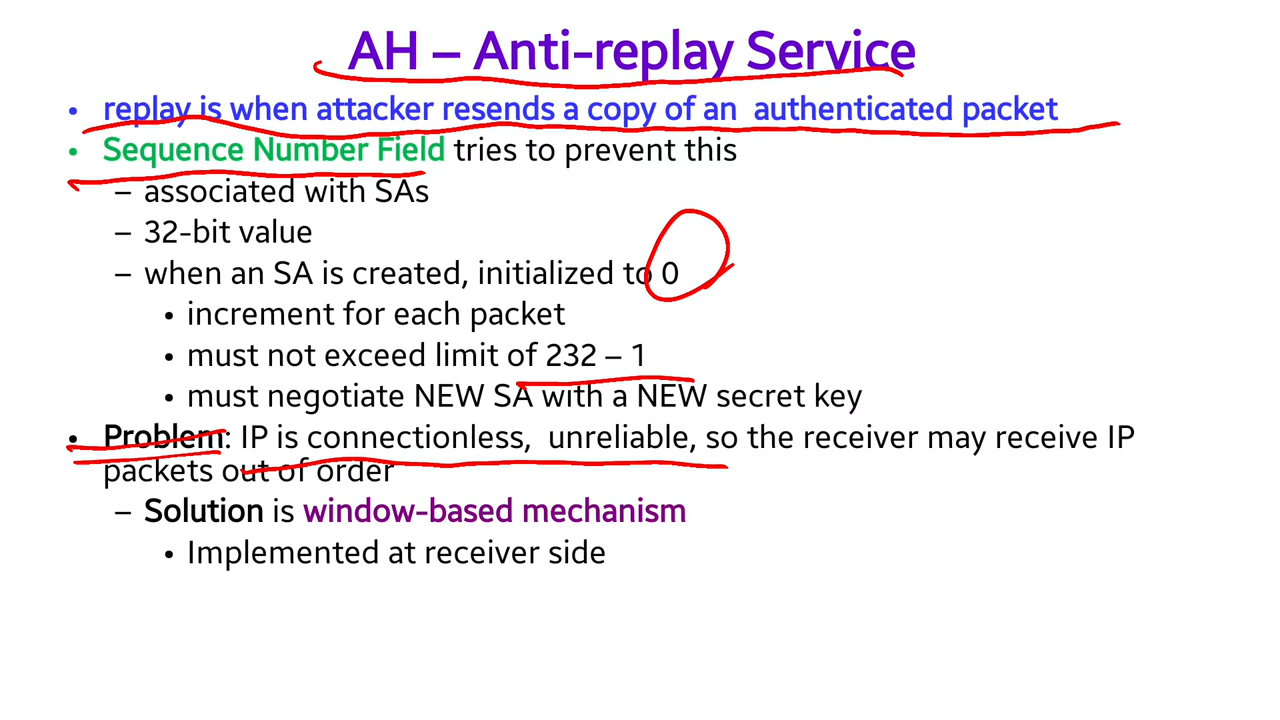 AH – Anti-replay Service
• replay is when attacker resends a copy of an authenticated packet
• Sequence Number Field tries to prevent this
– associated with SAs
– 32-bit value
– when an SA is created, initialized to 0
• increment for each packet
• must not exceed limit of 232 – 1
• must negotiate NEW SA with a NEW secret key
• Problem: IP is connectionless, unreliable, so the receiver may receive IP
packets out of order
– Solution is window-based mechanism
• Implemented at receiver side